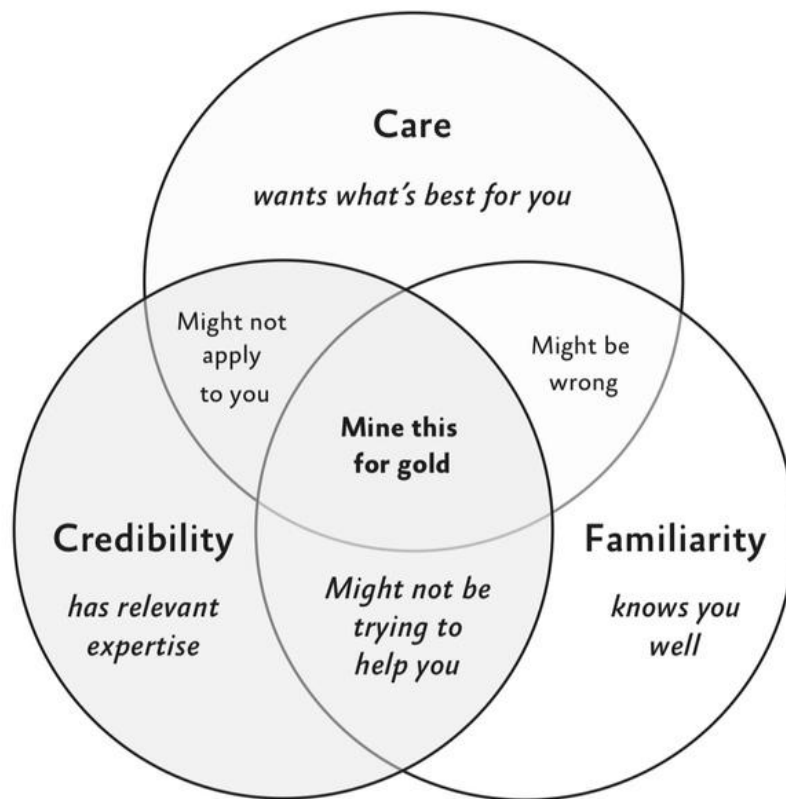 Care
wants what's best for you
Might not
apply
to you
Might be
wrong
Mine this
for gold
Credibility
has relevant
expertise
Might not be
trying to
help you
Familiarity
knows you
well